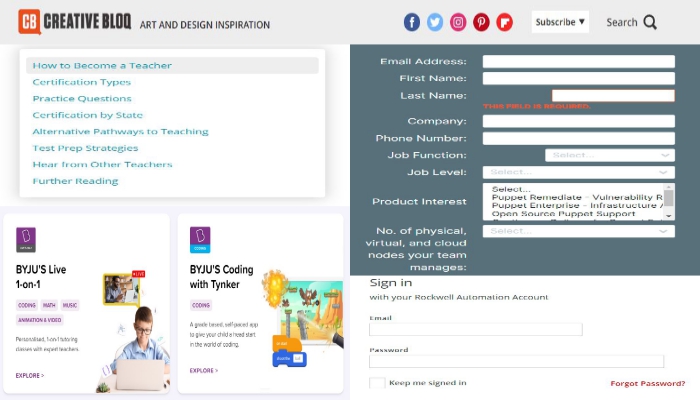 CB CREATIVE BLOQ ART AND DESIGN INSPIRATION
Subscribe ▼
Search
How to Become a Teacher
Certification Types
Practice Questions
Certification by State
Alternative Pathways to Teaching
Test Prep Strategies
Hear from Other Teachers
Further Reading
Email Address:
First Name:
Last Name:
THIS FIELD IS REQUIRED.
Company:
Phone Number:
Job Function:
Select...
Job Level:
Select...
Product Interest
Select...
Puppet Remediate - Vulnerability R
Puppet Enterprise - Infrastructure
Open Source Puppet Support
No. of physical,
virtual, and cloud
nodes your team
manages:
Select...
BYJU'S Live
1-on-1
LIVE
CODING MATH MUSIC
ANIMATION & VIDEO
Personalised, 1-on-1 tutoring
classes with expert teachers.
EXPLORE >
BYJU'S Coding
with Tynker
CODING
A grade based, self-paced app
to give your child a head start
in the world of coding.
EXPLORE >
Sign in
with your Rockwell Automation Account
Email
Password
Keep me signed in
Forgot Password?